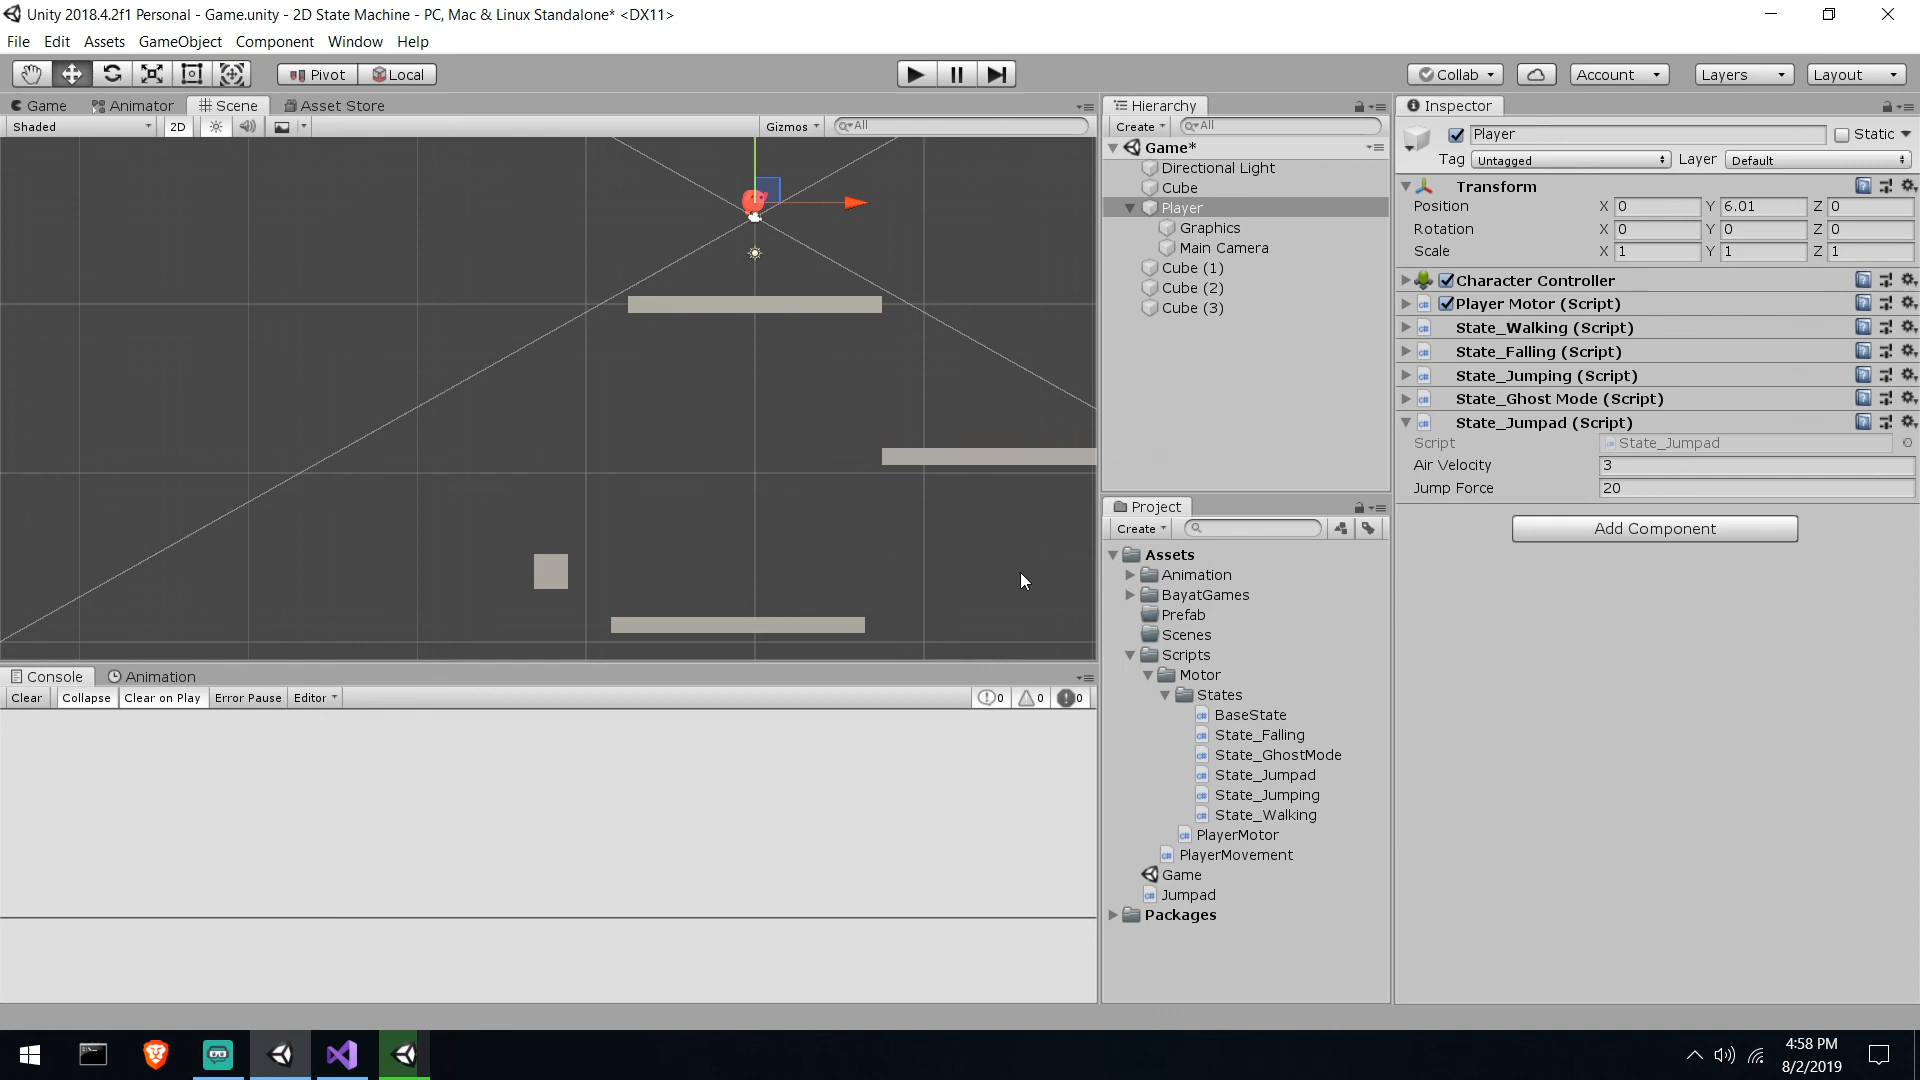 Unity 2018.4.2f1 Personal - Game.unity - 2D State Machine - PC, Mac & Linux Standalone* <DX11>
File Edit Assets GameObject Component Window Help
Pivot Local Collab Account Layers Layout
Game Animator Scene Asset Store
Shaded 2D Gizmos All
Hierarchy
Create All
Game*
Directional Light
Cube
Player
Graphics
Main Camera
Cube (1)
Cube (2)
Cube (3)
Project
Create
Assets
Animation
BayatGames
Prefab
Scenes
Scripts
Motor
States
BaseState
State_Falling
State_GhostMode
State_Jumpad
State_Jumping
State_Walking
PlayerMotor
PlayerMovement
Game
Jumpad
Packages
Inspector
Player Static
Tag Untagged Layer Default
Transform
Position X 0 Y 6.01 Z 0
Rotation X 0 Y 0 Z 0
Scale X 1 Y 1 Z 1
Character Controller
Player Motor (Script)
State_Walking (Script)
State_Falling (Script)
State_Jumping (Script)
State_Ghost Mode (Script)
State_Jumpad (Script)
Script State_Jumpad
Air Velocity 3
Jump Force 20
Add Component
Console Animation
Clear Collapse Clear on Play Error Pause Editor 0 0 0
4:58 PM
8/2/2019